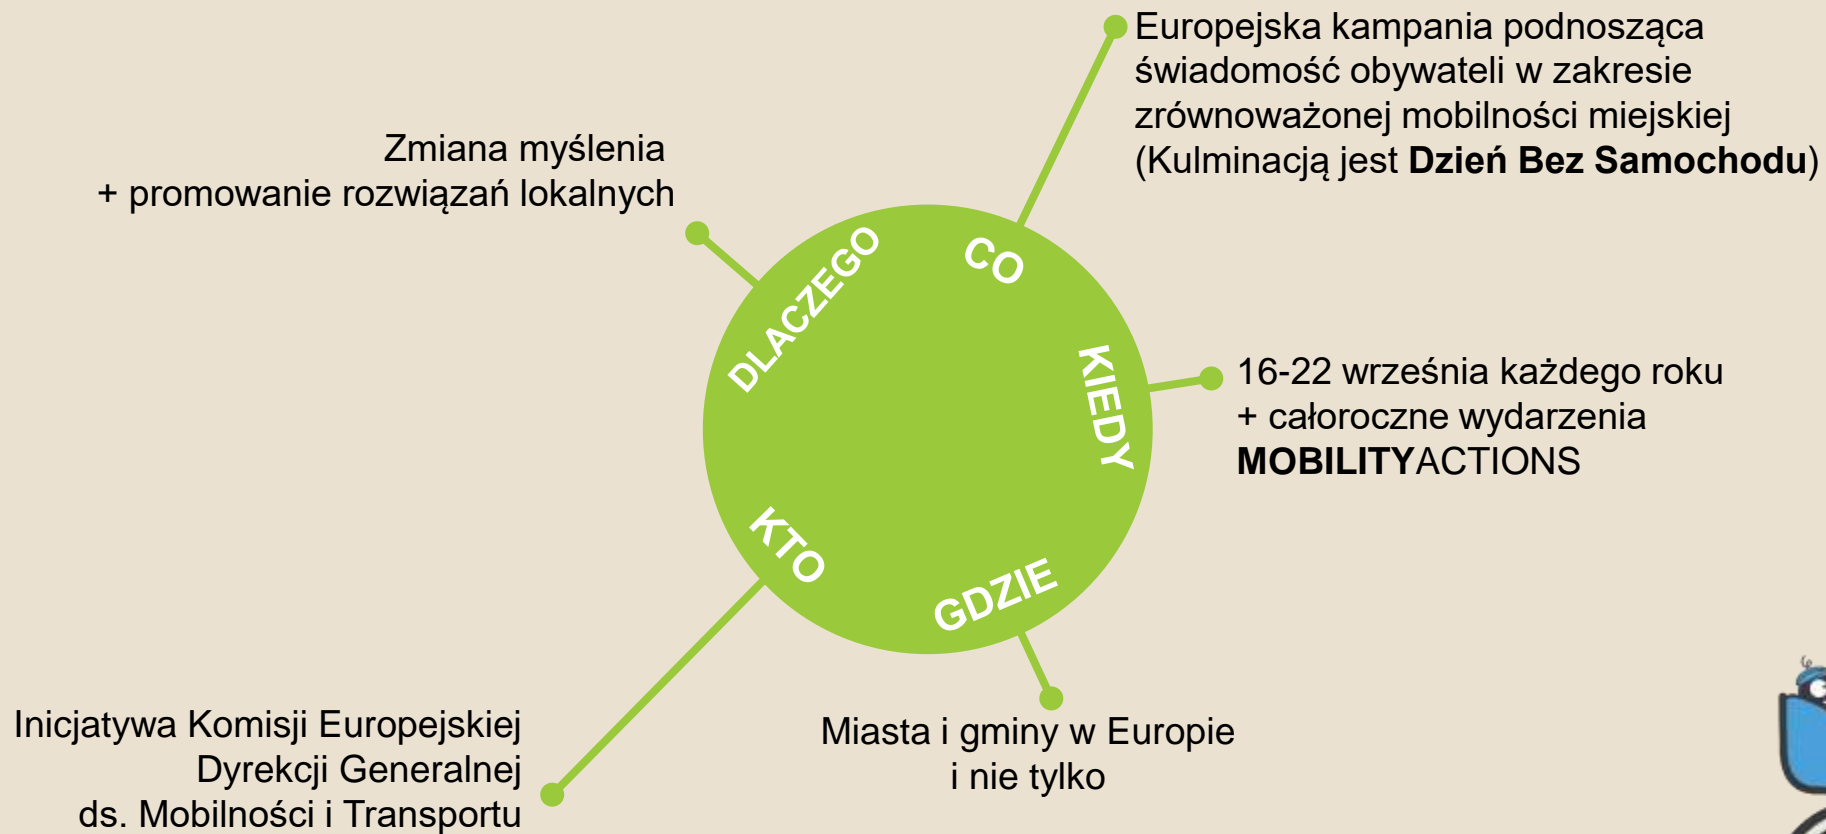 CO
Europejska kampania podnosząca
świadomość obywateli w zakresie
zrównoważonej mobilności miejskiej
(Kulminacją jest Dzień Bez Samochodu)
KIEDY
16-22 września każdego roku
+ całoroczne wydarzenia
MOBILITYACTIONS
GDZIE
Miasta i gminy w Europie
i nie tylko
KTO
Inicjatywa Komisji Europejskiej
Dyrekcji Generalnej
ds. Mobilności i Transportu
DLACZEGO
Zmiana myślenia
+ promowanie rozwiązań lokalnych